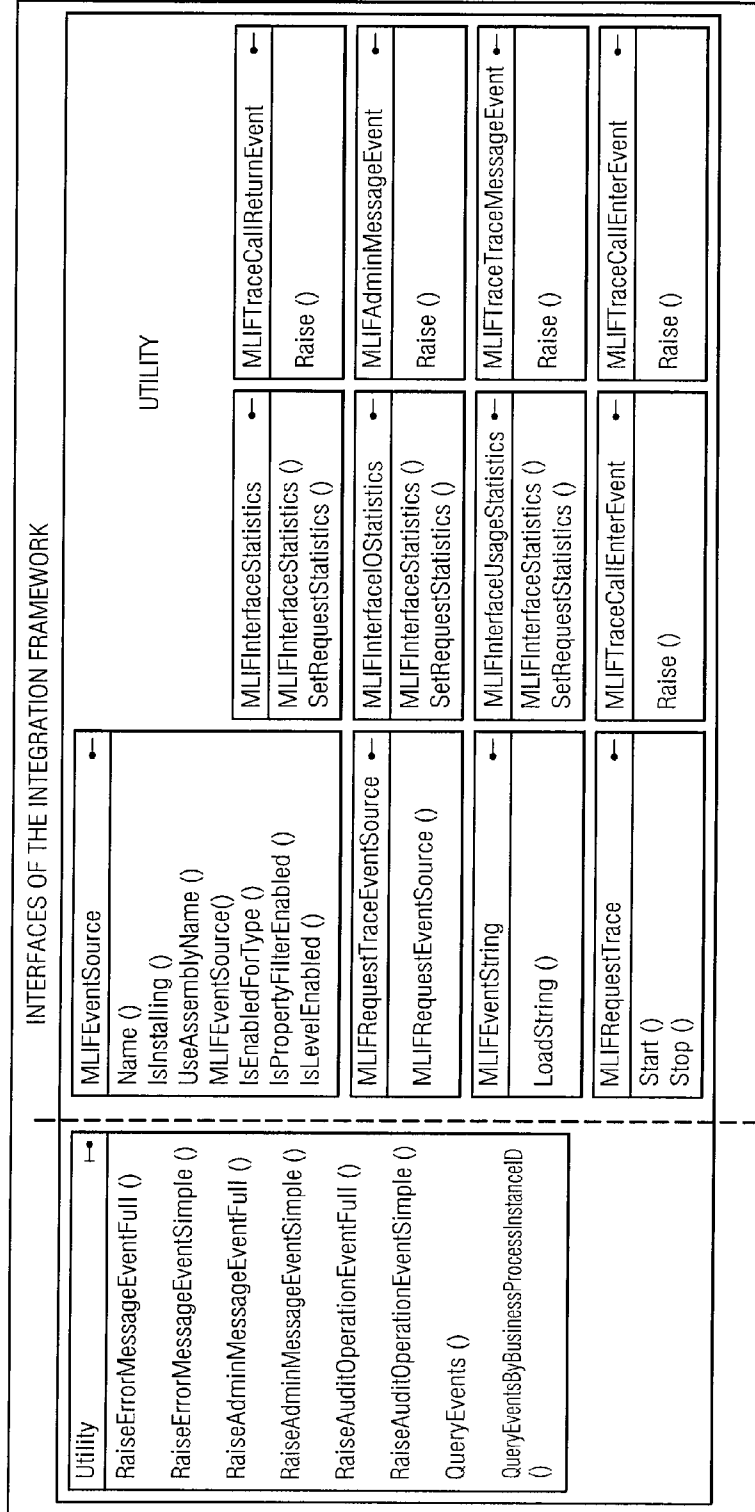 INTERFACES OF THE INTEGRATION FRAMEWORK
UTILITY
Utility
RaiseErrorMessageEventFull ()
RaiseErrorMessageEventSimple ()
RaiseAdminMessageEventFull ()
RaiseAdminMessageEventSimple ()
RaiseAuditOperationEventFull ()
RaiseAuditOperationEventSimple ()
QueryEvents ()
QueryEventsByBusinessProcessInstanceID
()
MLIFEventSource
Name ()
IsInstalling ()
UseAssemblyName ()
MLIFEventSource()
IsEnabledForType ()
IsPropertyFilterEnabled ()
IsLevelEnabled ()
MLIFRequestTraceEventSource
MLIFRequestEventSource ()
MLIFEventString
LoadString ()
MLIFRequestTrace
Start ()
Stop ()
MLIFInterfaceStatistics
MLIFInterfaceStatistics ()
SetRequestStatistics ()
MLIFInterfaceIOStatistics
MLIFInterfaceStatistics ()
SetRequestStatistics ()
MLIFInterfaceUsageStatistics
MLIFInterfaceStatistics ()
SetRequestStatistics ()
MLIFTraceCallEnterEvent
Raise ()
MLIFTraceCallReturnEvent
Raise ()
MLIFAdminMessageEvent
Raise ()
MLIFTraceTraceMessageEvent
Raise ()
MLIFTraceCallEnterEvent
Raise ()